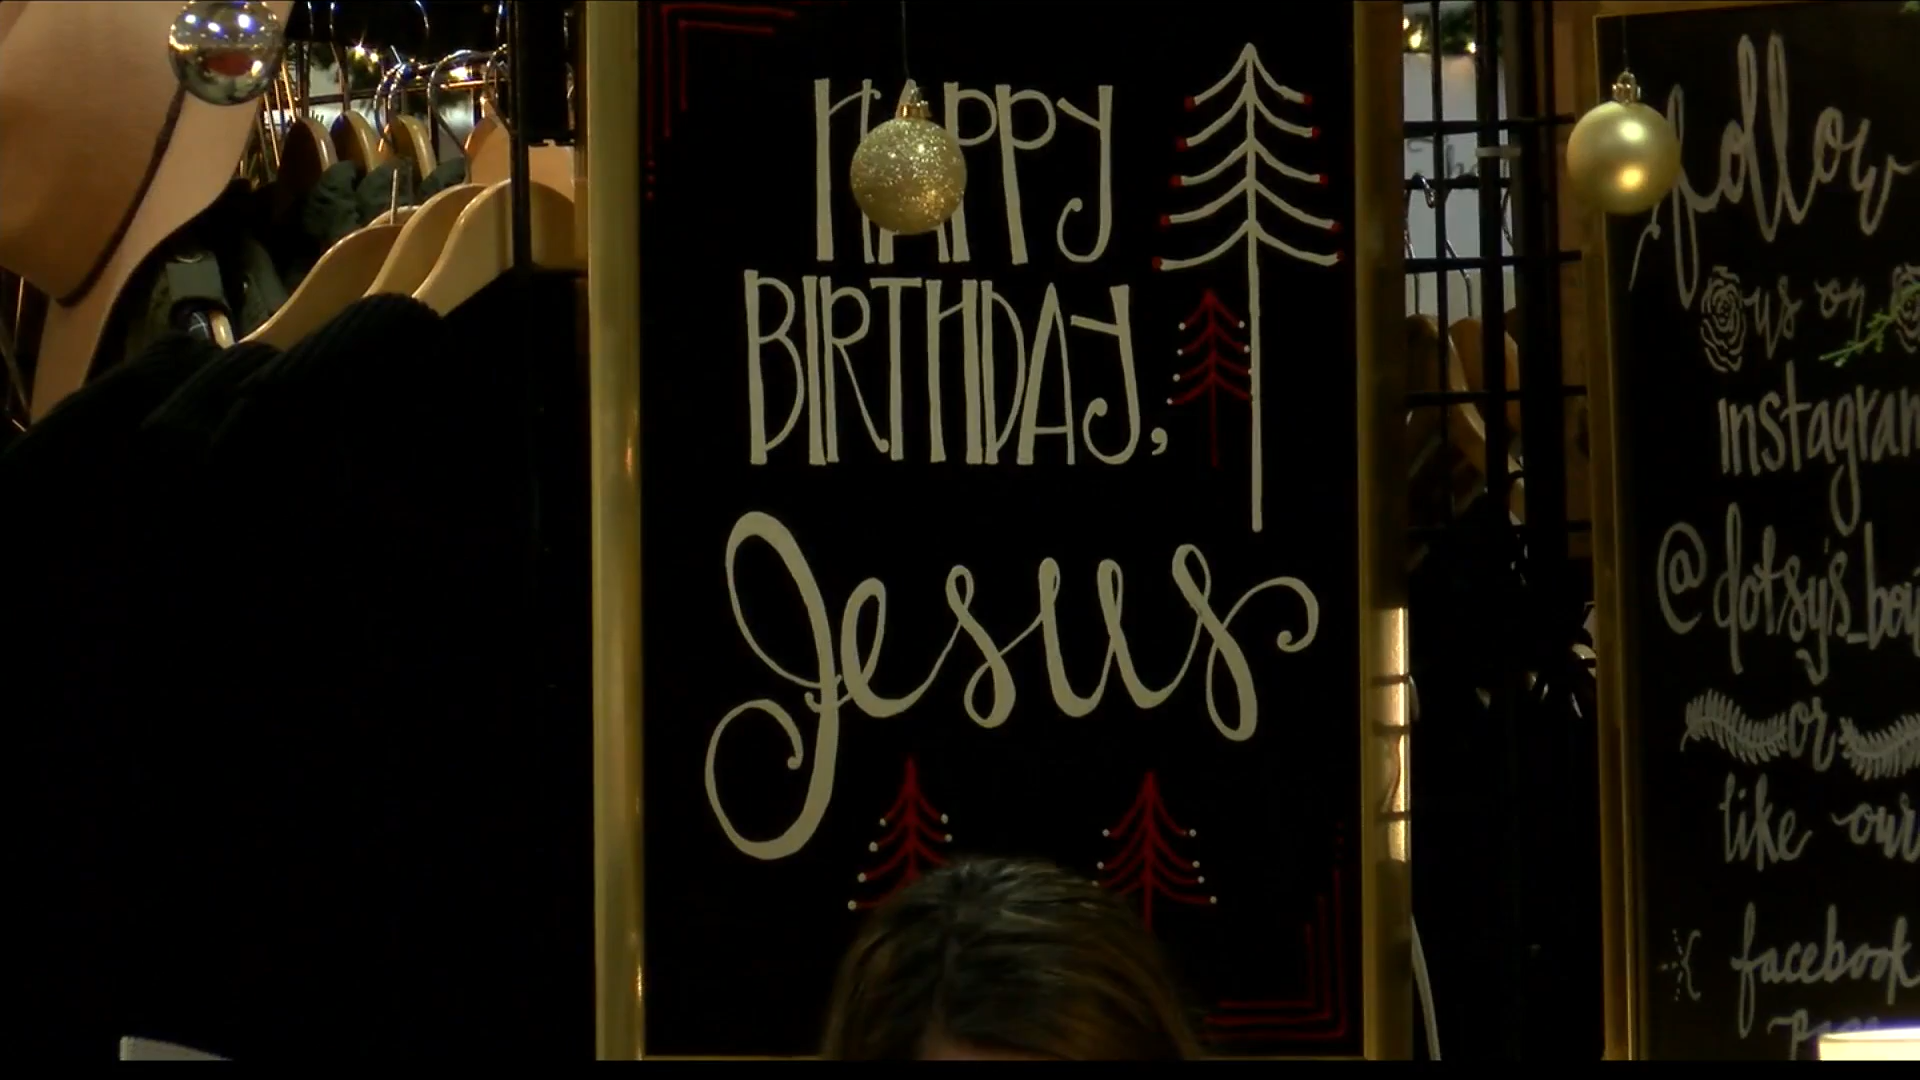 HAPPY
BIRTHDAY,
Jesus
follow
us on
instagram
@dotsy's_bou
or
like our
facebook